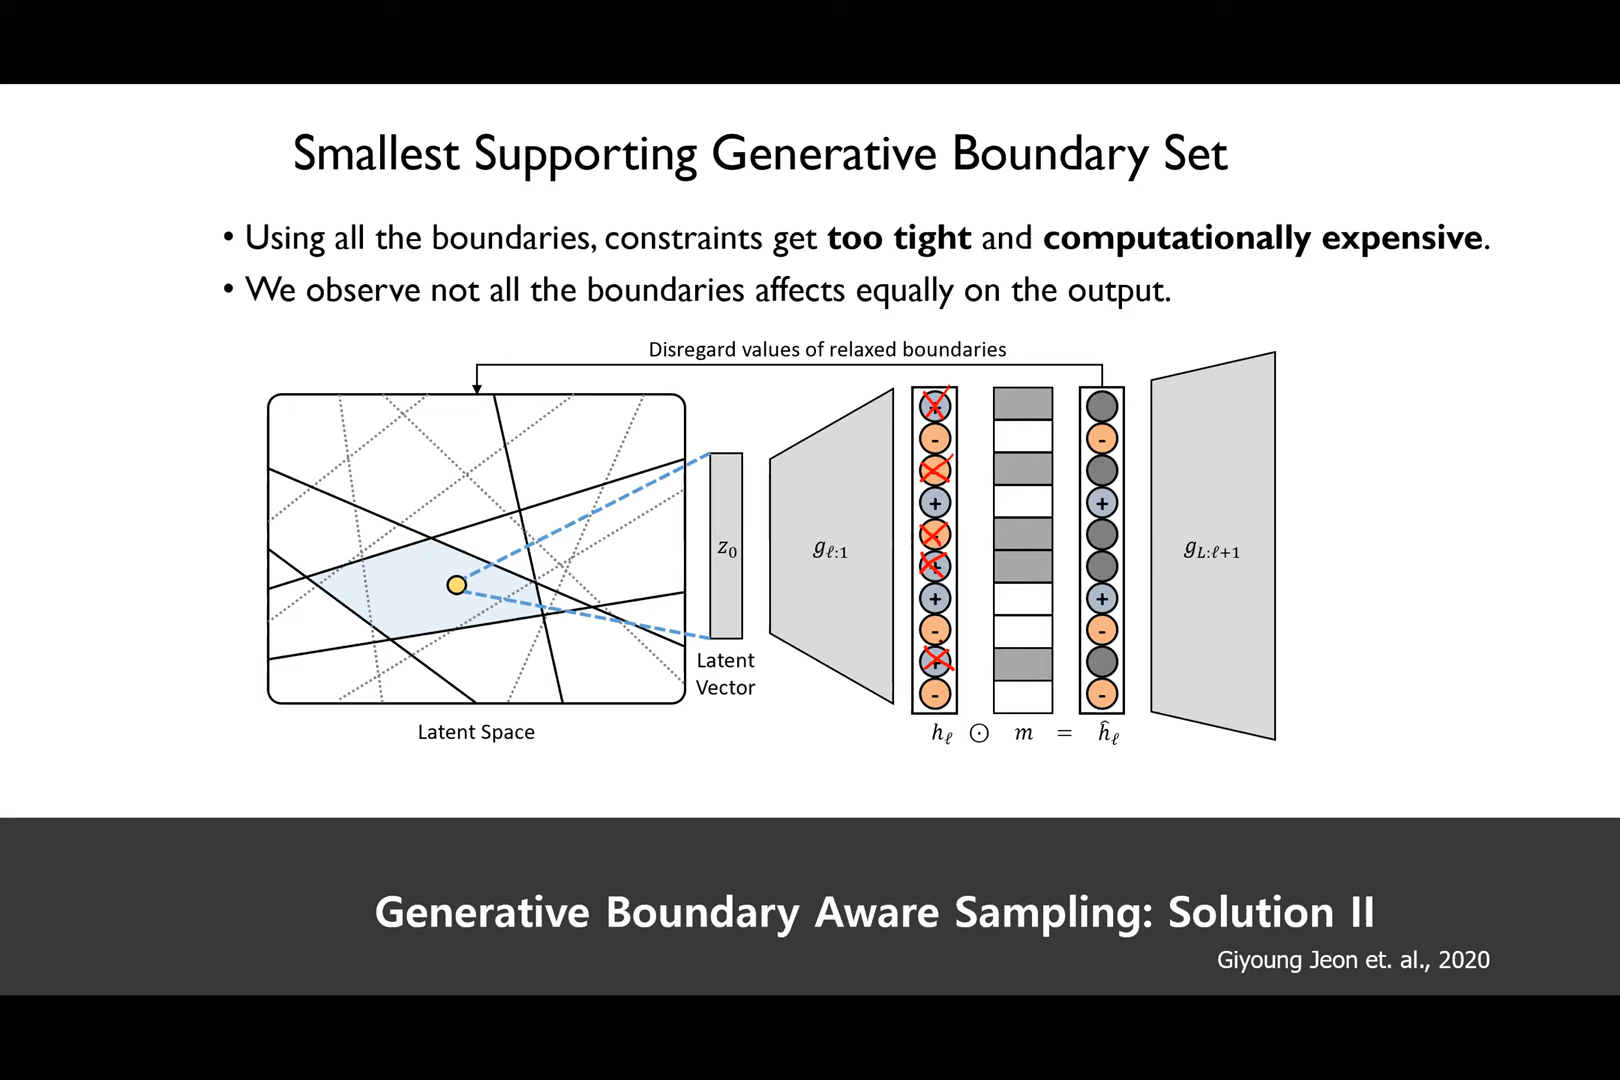 Smallest Supporting Generative Boundary Set
• Using all the boundaries, constraints get too tight and computationally expensive.
• We observe not all the boundaries affects equally on the output.
Disregard values of relaxed boundaries
z₀
g_{ℓ:1}
-
+
+
-
-
-
+
+
-
-
g_{L:ℓ+1}
Latent
Vector
Latent Space
h_ℓ ⊙ m = ĥ_ℓ
Generative Boundary Aware Sampling: Solution II
Giyoung Jeon et. al., 2020